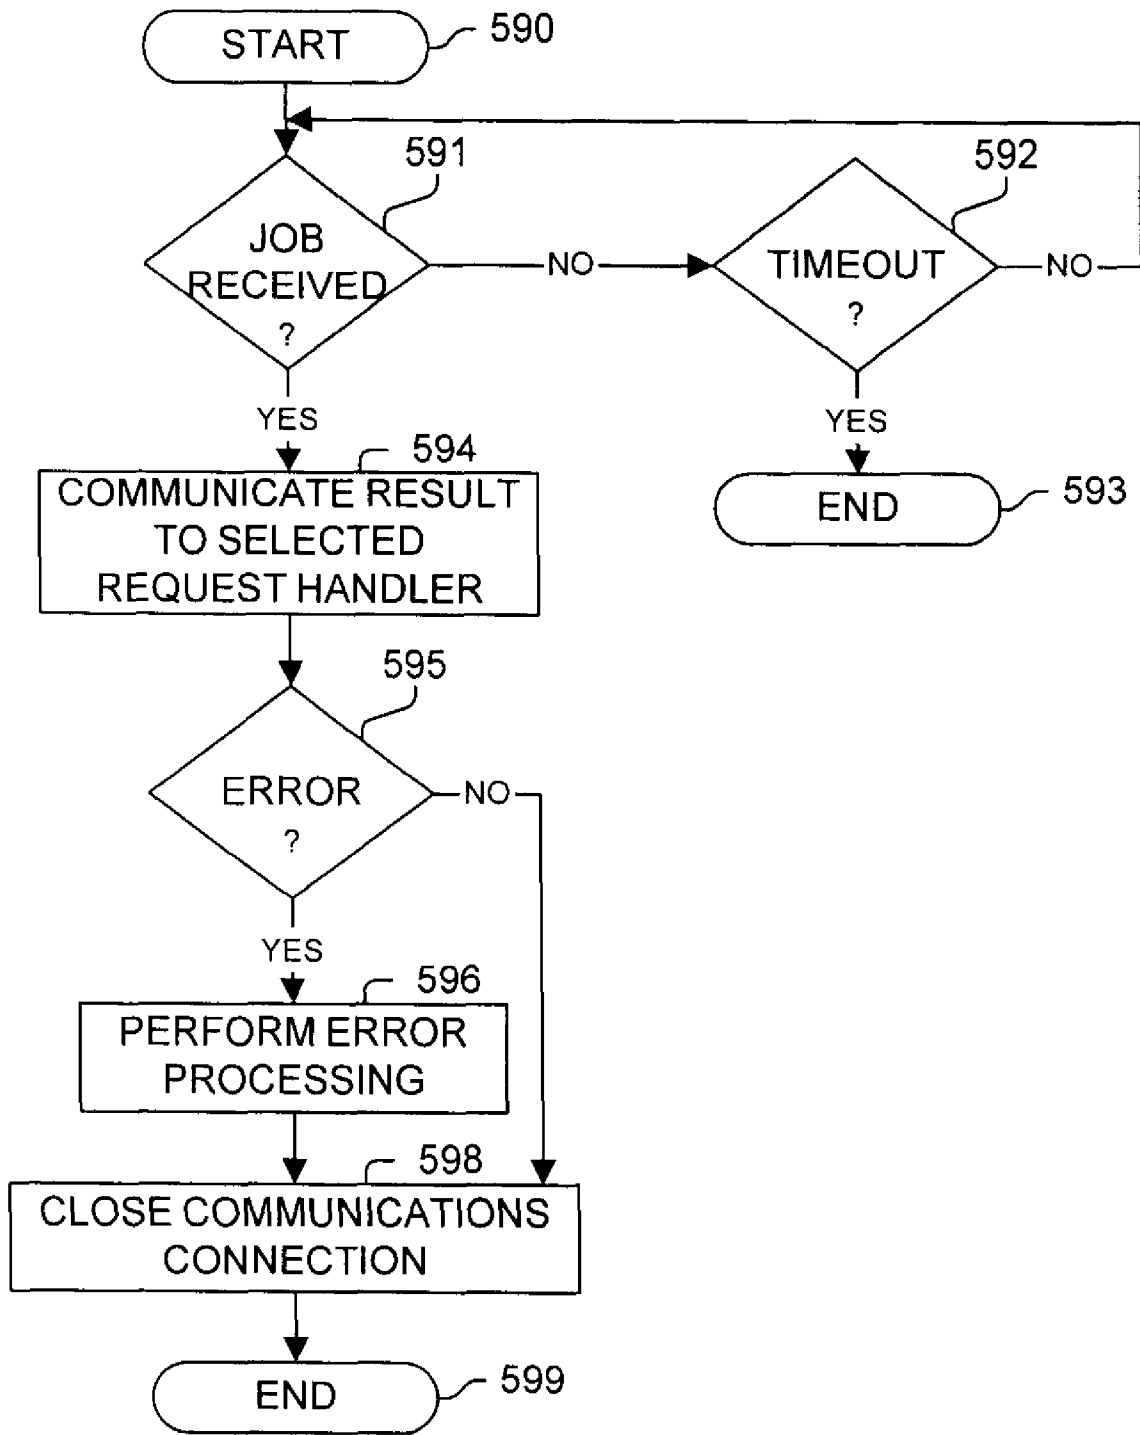 START
590
591
JOB
RECEIVED
?
NO
592
TIMEOUT
?
NO
YES
YES
END
593
594
COMMUNICATE RESULT
TO SELECTED
REQUEST HANDLER
595
ERROR
?
NO
YES
596
PERFORM ERROR
PROCESSING
598
CLOSE COMMUNICATIONS
CONNECTION
END
599